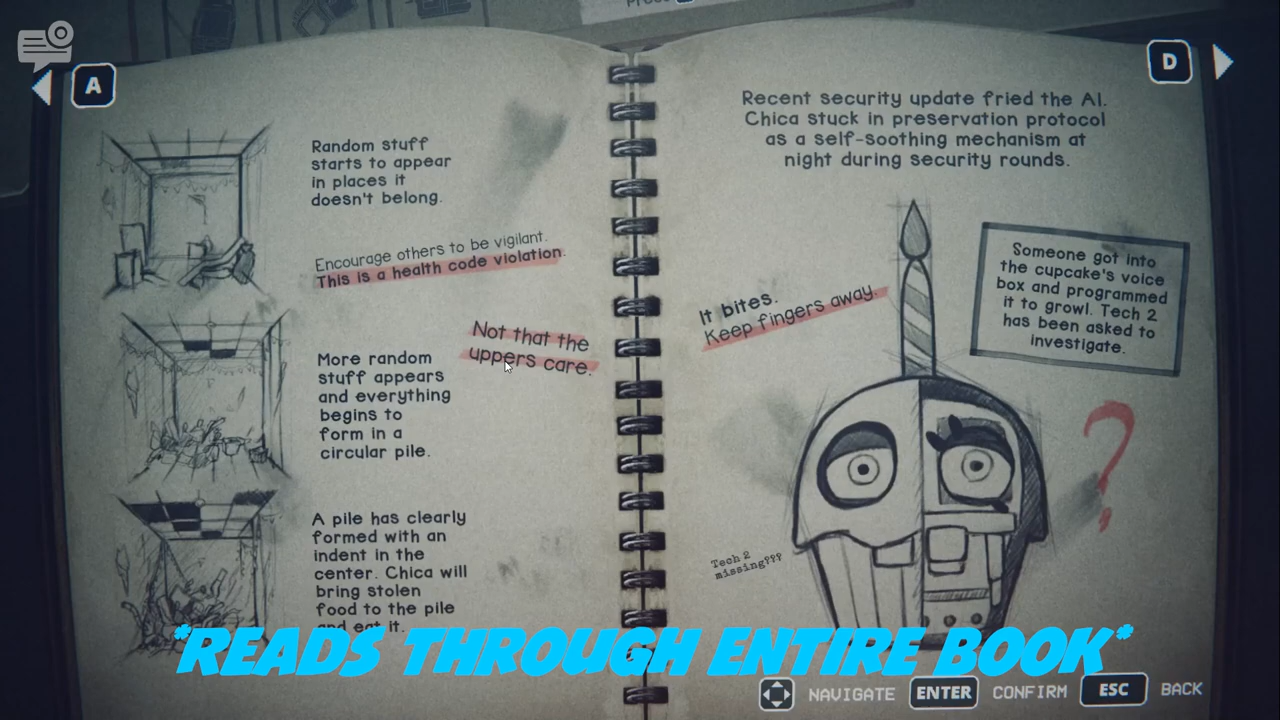 A
D
Random stuff
starts to appear
in places it
doesn't belong.
Encourage others to be vigilant.
This is a health code violation.
Not that the
uppers care.
More random
stuff appears
and everything
begins to
form in a
circular pile.
A pile has clearly
formed with an
indent in the
center. Chica will
bring stolen
food to the pile
and eat it.
Recent security update fried the AI.
Chica stuck in preservation protocol
as a self-soothing mechanism at
night during security rounds.
It bites.
Keep fingers away.
Someone got into
the cupcake's voice
box and programmed
it to growl. Tech 2
has been asked to
investigate.
?
Tech 2
missing???
*READS THROUGH ENTIRE BOOK*
NAVIGATE ENTER CONFIRM ESC BACK